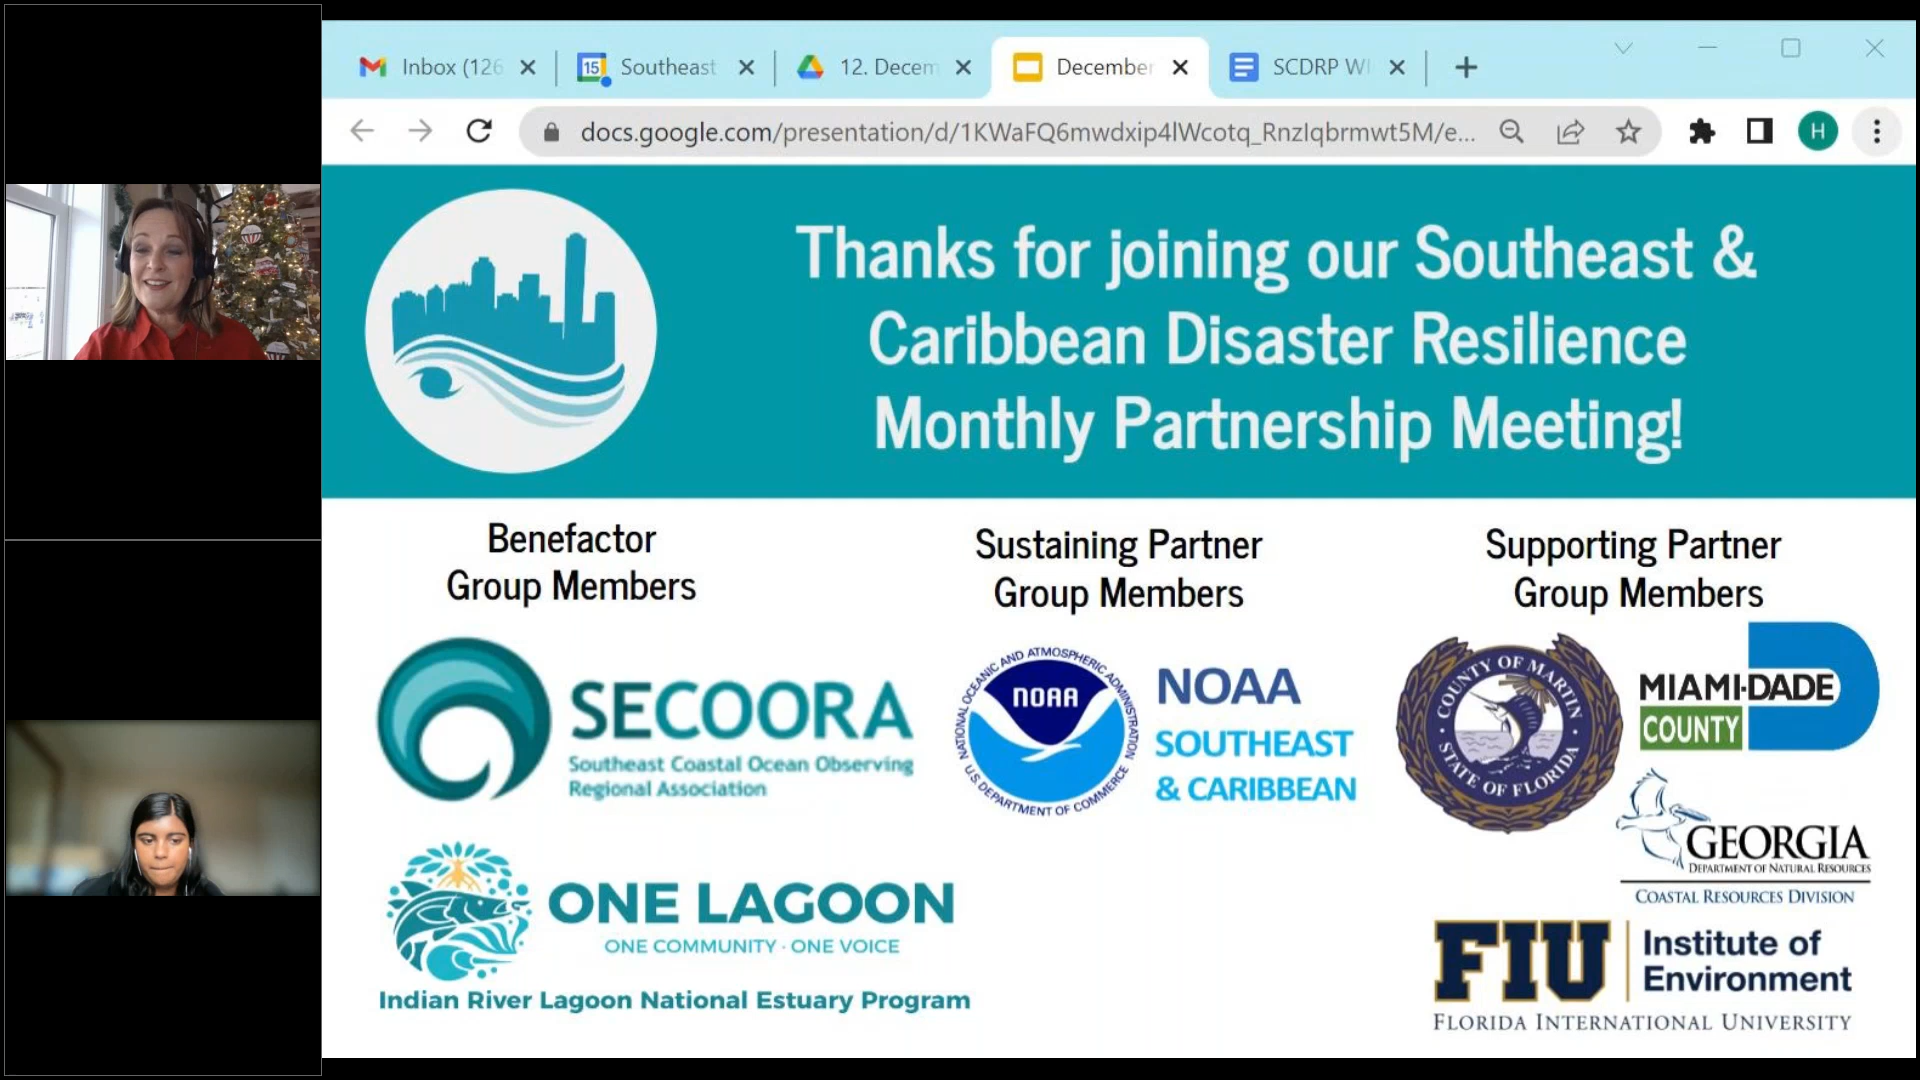 Inbox (126
15
Southeast
12. Decem
December
SCDRP W
docs.google.com/presentation/d/1KWaFQ6mwdxip4lWcotq_RnzIqbrmwt5M/e...
H
Thanks for joining our Southeast &
Caribbean Disaster Resilience
Monthly Partnership Meeting!
Benefactor
Group Members
SECOORA
Southeast Coastal Ocean Observing
Regional Association
ONE LAGOON
ONE COMMUNITY · ONE VOICE
Indian River Lagoon National Estuary Program
Sustaining Partner
Group Members
NATIONAL OCEANIC AND ATMOSPHERIC ADMINISTRATION
NOAA
U.S. DEPARTMENT OF COMMERCE
NOAA
SOUTHEAST
& CARIBBEAN
Supporting Partner
Group Members
COUNTY OF MARTIN
STATE OF FLORIDA
MIAMI-DADE
COUNTY
GEORGIA
DEPARTMENT OF NATURAL RESOURCES
COASTAL RESOURCES DIVISION
FIU
Institute of
Environment
FLORIDA INTERNATIONAL UNIVERSITY